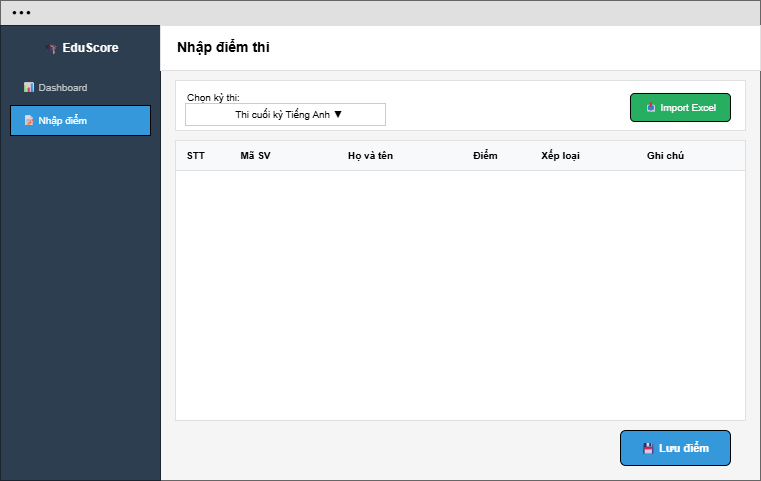 EduScore
Nhập điểm thi
Dashboard
Nhập điểm
Chọn kỳ thi:
Thi cuối kỳ Tiếng Anh ▼
Import Excel
STT Mã SV Họ và tên Điểm Xếp loại Ghi chú
Lưu điểm